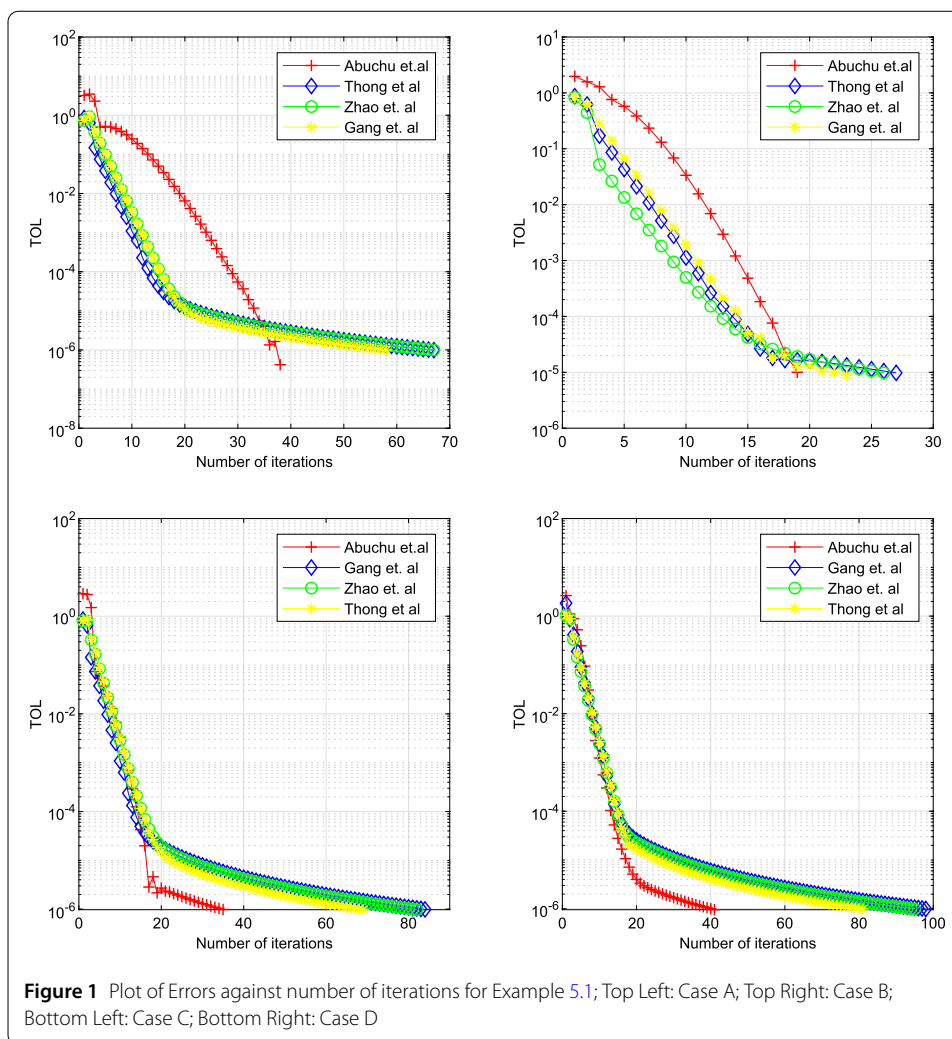 10^2
10^0
10^-2
10^-4
10^-6
10^-8
TOL
0 10 20 30 40 50 60 70
Number of iterations
Abuchu et.al
Thong et al
Zhao et. al
Gang et. al
10^1
10^0
10^-1
10^-2
10^-3
10^-4
10^-5
10^-6
TOL
0 5 10 15 20 25 30
Number of iterations
Abuchu et.al
Thong et al
Zhao et. al
Gang et. al
10^2
10^0
10^-2
10^-4
10^-6
TOL
0 20 40 60 80
Number of iterations
Abuchu et.al
Gang et. al
Zhao et. al
Thong et al
10^2
10^0
10^-2
10^-4
10^-6
TOL
0 20 40 60 80 100
Number of iterations
Abuchu et.al
Gang et. al
Zhao et. al
Thong et al
Figure 1 Plot of Errors against number of iterations for Example 5.1; Top Left: Case A; Top Right: Case B;
Bottom Left: Case C; Bottom Right: Case D